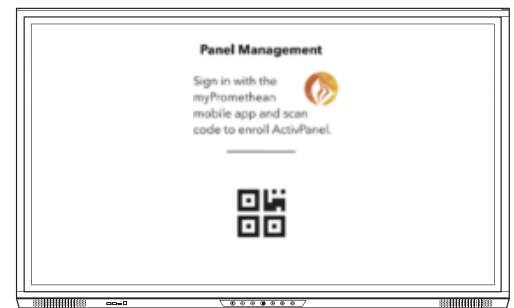 Panel Management
Sign in with the
myPromethean
mobile app and scan
code to enroll ActivPanel.